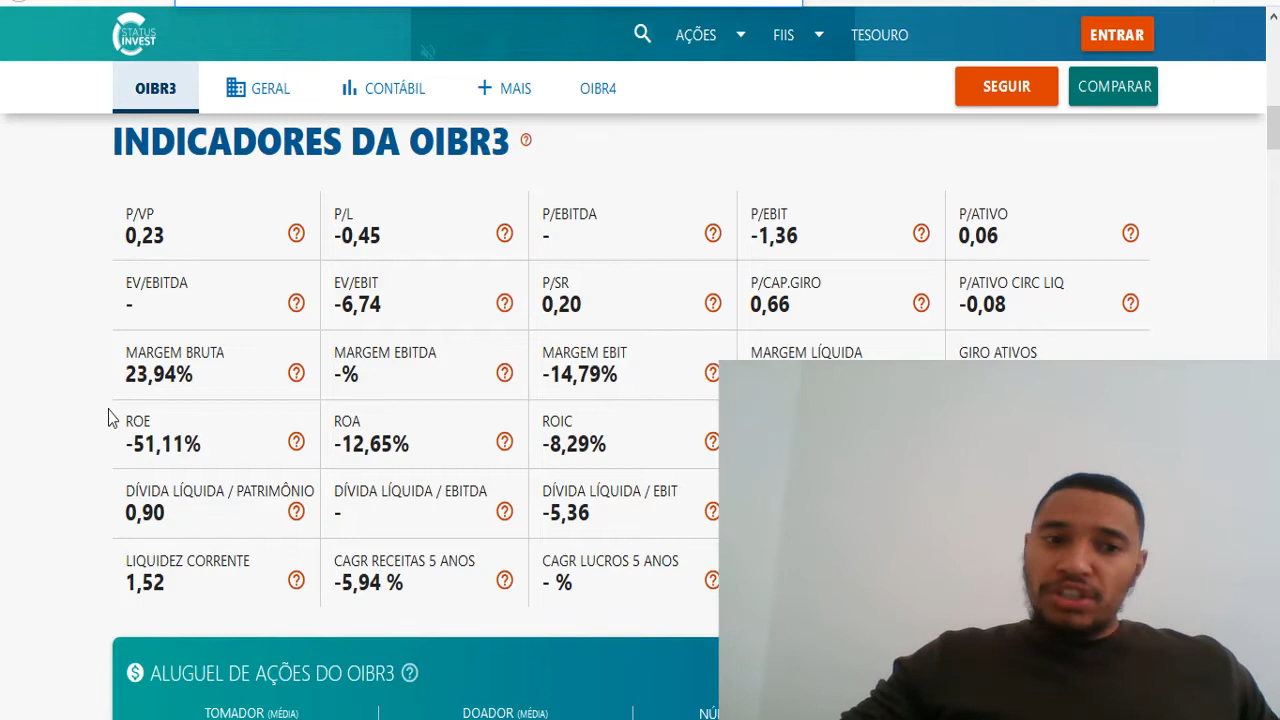 STATUS
INVEST
AÇÕES
FIIS
TESOURO
ENTRAR
OIBR3
GERAL
CONTÁBIL
MAIS
OIBR4
SEGUIR
COMPARAR
INDICADORES DA OIBR3
P/VP
0,23
P/L
-0,45
P/EBITDA
-
P/EBIT
-1,36
P/ATIVO
0,06
EV/EBITDA
-
EV/EBIT
-6,74
P/SR
0,20
P/CAP.GIRO
0,66
P/ATIVO CIRC LIQ
-0,08
MARGEM BRUTA
23,94%
MARGEM EBITDA
-%
MARGEM EBIT
-14,79%
MARGEM LÍQUIDA
GIRO ATIVOS
ROE
-51,11%
ROA
-12,65%
ROIC
-8,29%
DÍVIDA LÍQUIDA / PATRIMÔNIO
0,90
DÍVIDA LÍQUIDA / EBITDA
-
DÍVIDA LÍQUIDA / EBIT
-5,36
LIQUIDEZ CORRENTE
1,52
CAGR RECEITAS 5 ANOS
-5,94 %
CAGR LUCROS 5 ANOS
- %
ALUGUEL DE AÇÕES DO OIBR3
TOMADOR (MÉDIA)
DOADOR (MÉDIA)